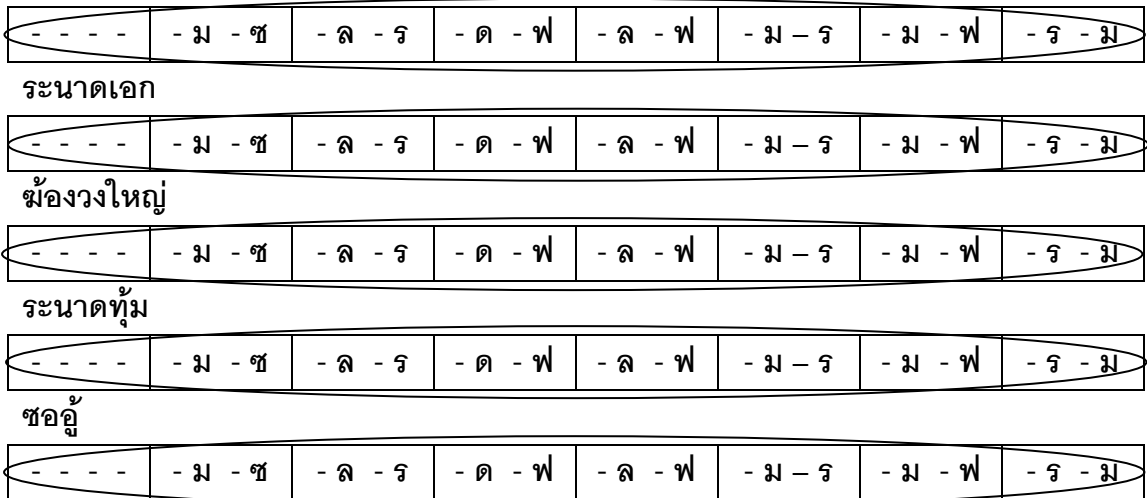 - - - - - ม - ซ - ล - ร - ด - ฟ - ล - ฟ - ม – ร - ม - ฟ - ร - ม
ระนาดเอก
- - - - - ม - ซ - ล - ร - ด - ฟ - ล - ฟ - ม – ร - ม - ฟ - ร - ม
ฆ้องวงใหญ่
- - - - - ม - ซ - ล - ร - ด - ฟ - ล - ฟ - ม – ร - ม - ฟ - ร - ม
ระนาดทุ้ม
- - - - - ม - ซ - ล - ร - ด - ฟ - ล - ฟ - ม – ร - ม - ฟ - ร - ม
ซออู้
- - - - - ม - ซ - ล - ร - ด - ฟ - ล - ฟ - ม – ร - ม - ฟ - ร - ม